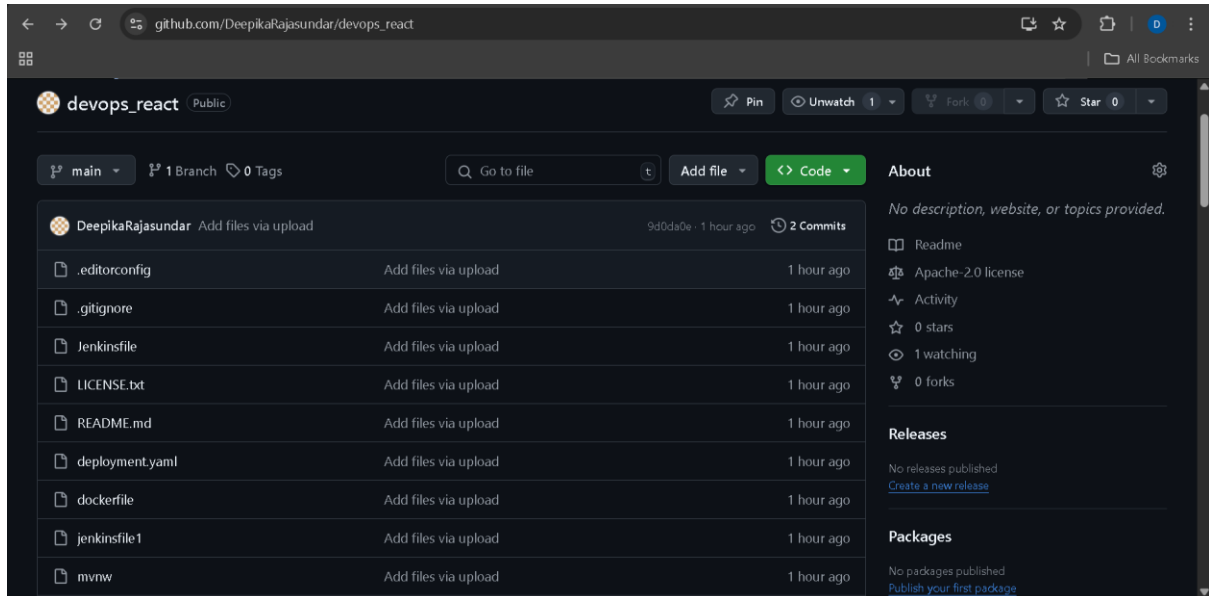 github.com/DeepikaRajasundar/devops_react
D
All Bookmarks
devops_react Public
Pin
Unwatch 1
Fork 0
Star 0
main
1 Branch
0 Tags
Go to file
t
Add file
Code
DeepikaRajasundar Add files via upload
9d0da0e · 1 hour ago
2 Commits
.editorconfig Add files via upload 1 hour ago
.gitignore Add files via upload 1 hour ago
Jenkinsfile Add files via upload 1 hour ago
LICENSE.txt Add files via upload 1 hour ago
README.md Add files via upload 1 hour ago
deployment.yaml Add files via upload 1 hour ago
dockerfile Add files via upload 1 hour ago
jenkinsfile1 Add files via upload 1 hour ago
mvnw Add files via upload 1 hour ago
About
No description, website, or topics provided.
Readme
Apache-2.0 license
Activity
0 stars
1 watching
0 forks
Releases
No releases published
Create a new release
Packages
No packages published
Publish your first package